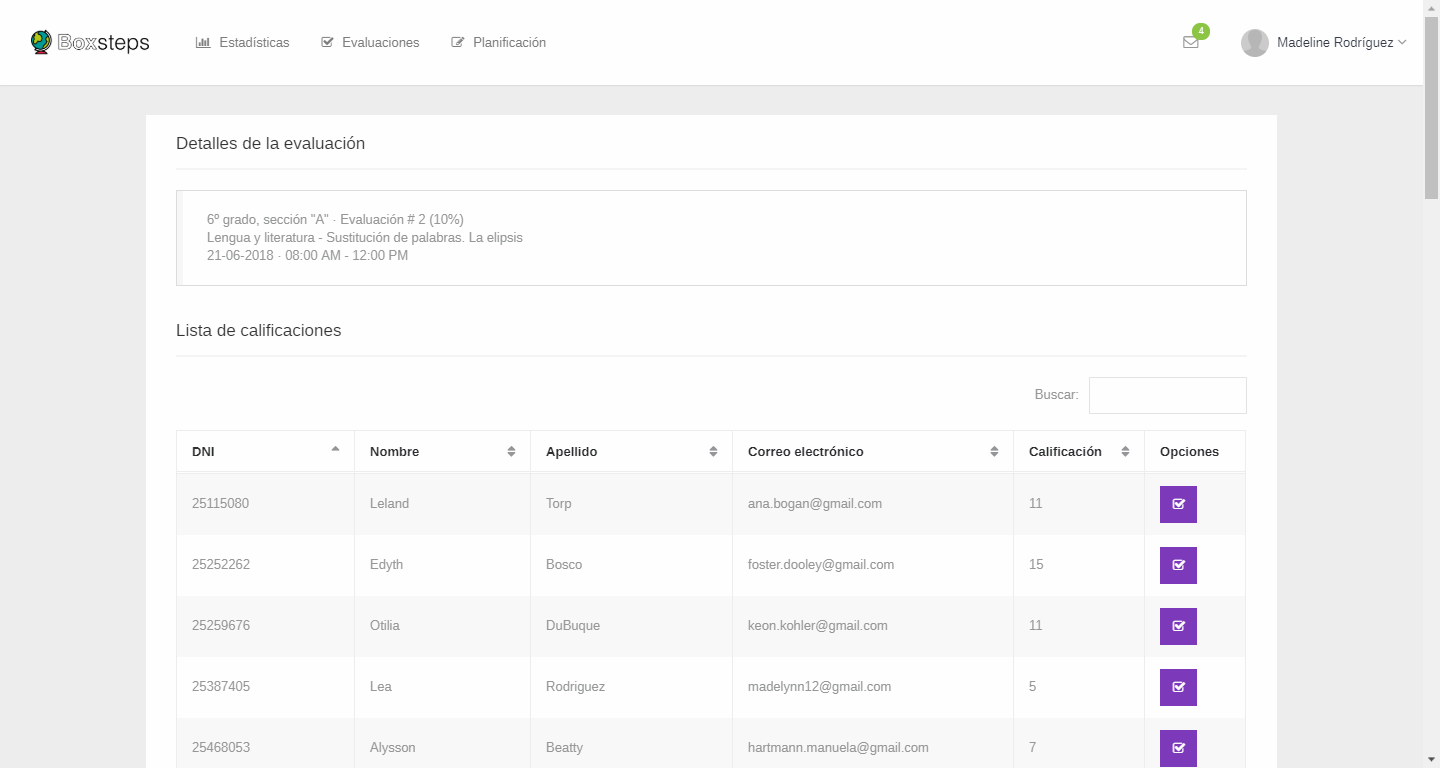 Boxsteps
Estadísticas
Evaluaciones
Planificación
4
Madeline Rodríguez
Detalles de la evaluación
6º grado, sección "A" · Evaluación # 2 (10%)
Lengua y literatura - Sustitución de palabras. La elipsis
21-06-2018 · 08:00 AM - 12:00 PM
Lista de calificaciones
Buscar:
DNI Nombre Apellido Correo electrónico Calificación Opciones
25115080 Leland Torp ana.bogan@gmail.com 11
25252262 Edyth Bosco foster.dooley@gmail.com 15
25259676 Otilia DuBuque keon.kohler@gmail.com 11
25387405 Lea Rodriguez madelynn12@gmail.com 5
25468053 Alysson Beatty hartmann.manuela@gmail.com 7